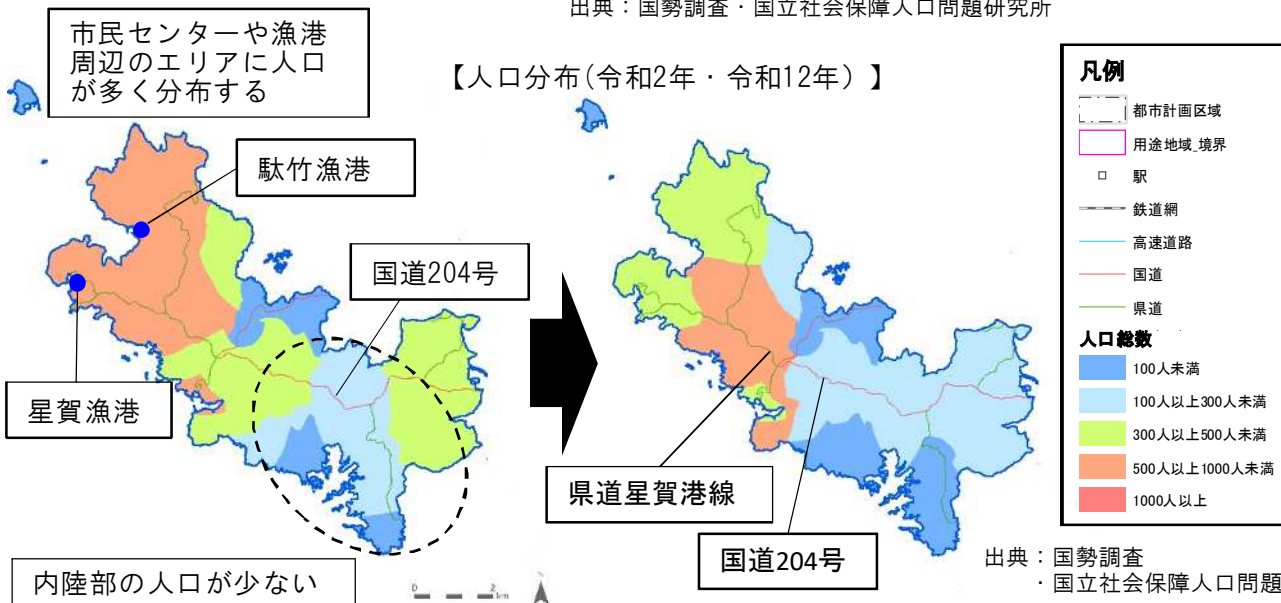 出典：国勢調査・国立社会保障人口問題研究所
市民センターや漁港
周辺のエリアに人口
が多く分布する
【人口分布(令和2年・令和12年）】
駄竹漁港
国道204号
星賀漁港
内陸部の人口が少ない
0 2 km
県道星賀港線
国道204号
凡例
都市計画区域
用途地域_境界
駅
鉄道網
高速道路
国道
県道
人口総数
100人未満
100人以上300人未満
300人以上500人未満
500人以上1000人未満
1000人以上
出典：国勢調査
・国立社会保障人口問題